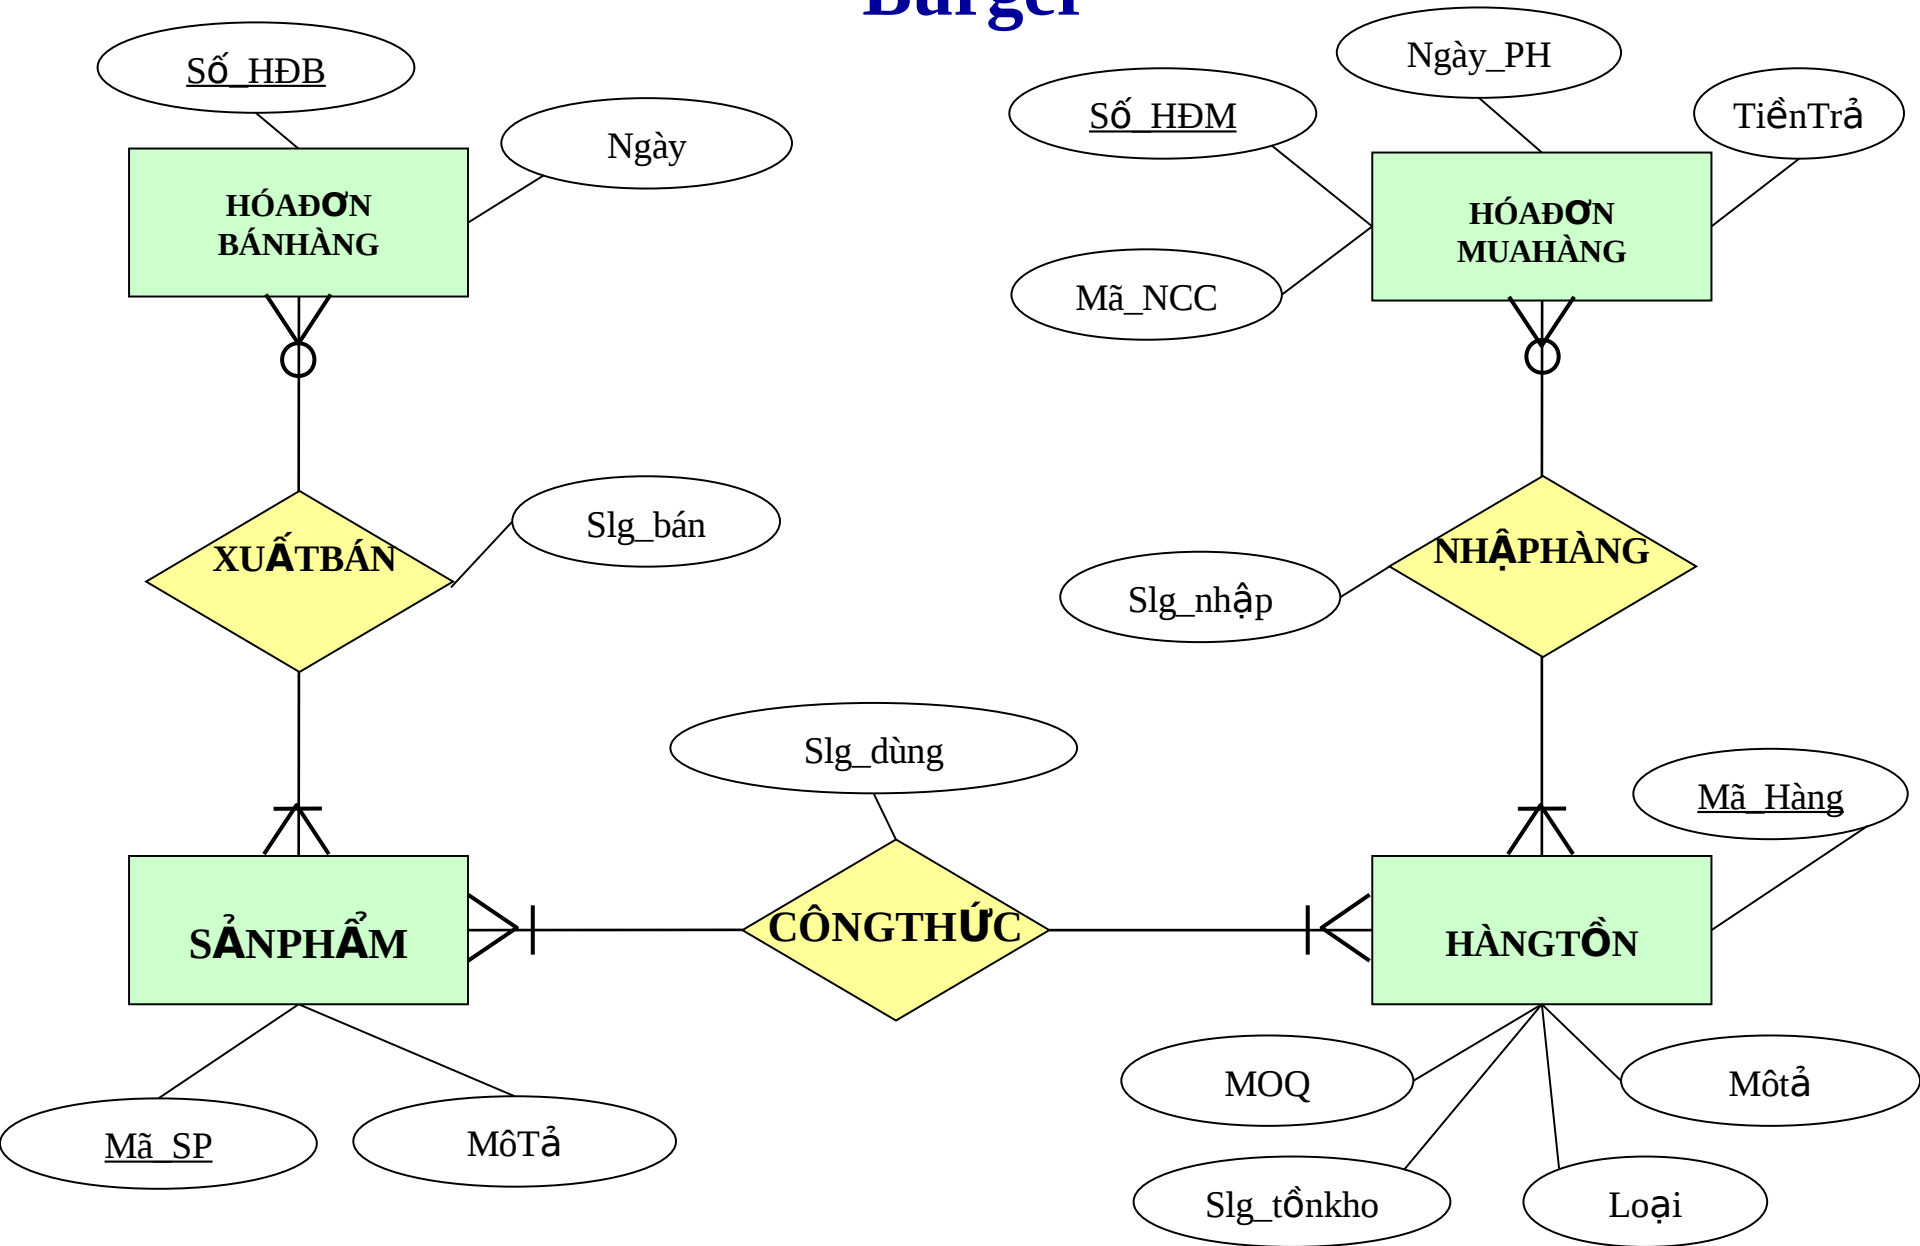 Burger
Số_HĐB
Ngày_PH
Số_HĐM
TiềnTrả
Ngày
HÓAĐƠN
BÁNHÀNG
HÓAĐƠN
MUAHÀNG
Mã_NCC
Slg_bán
XUẤTBÁN
NHẬPHÀNG
Slg_nhập
Slg_dùng
Mã_Hàng
SẢNPHẨM
CÔNGTHỨC
HÀNGTỒN
MOQ
Môtả
Mã_SP
MôTả
Slg_tồnkho
Loại